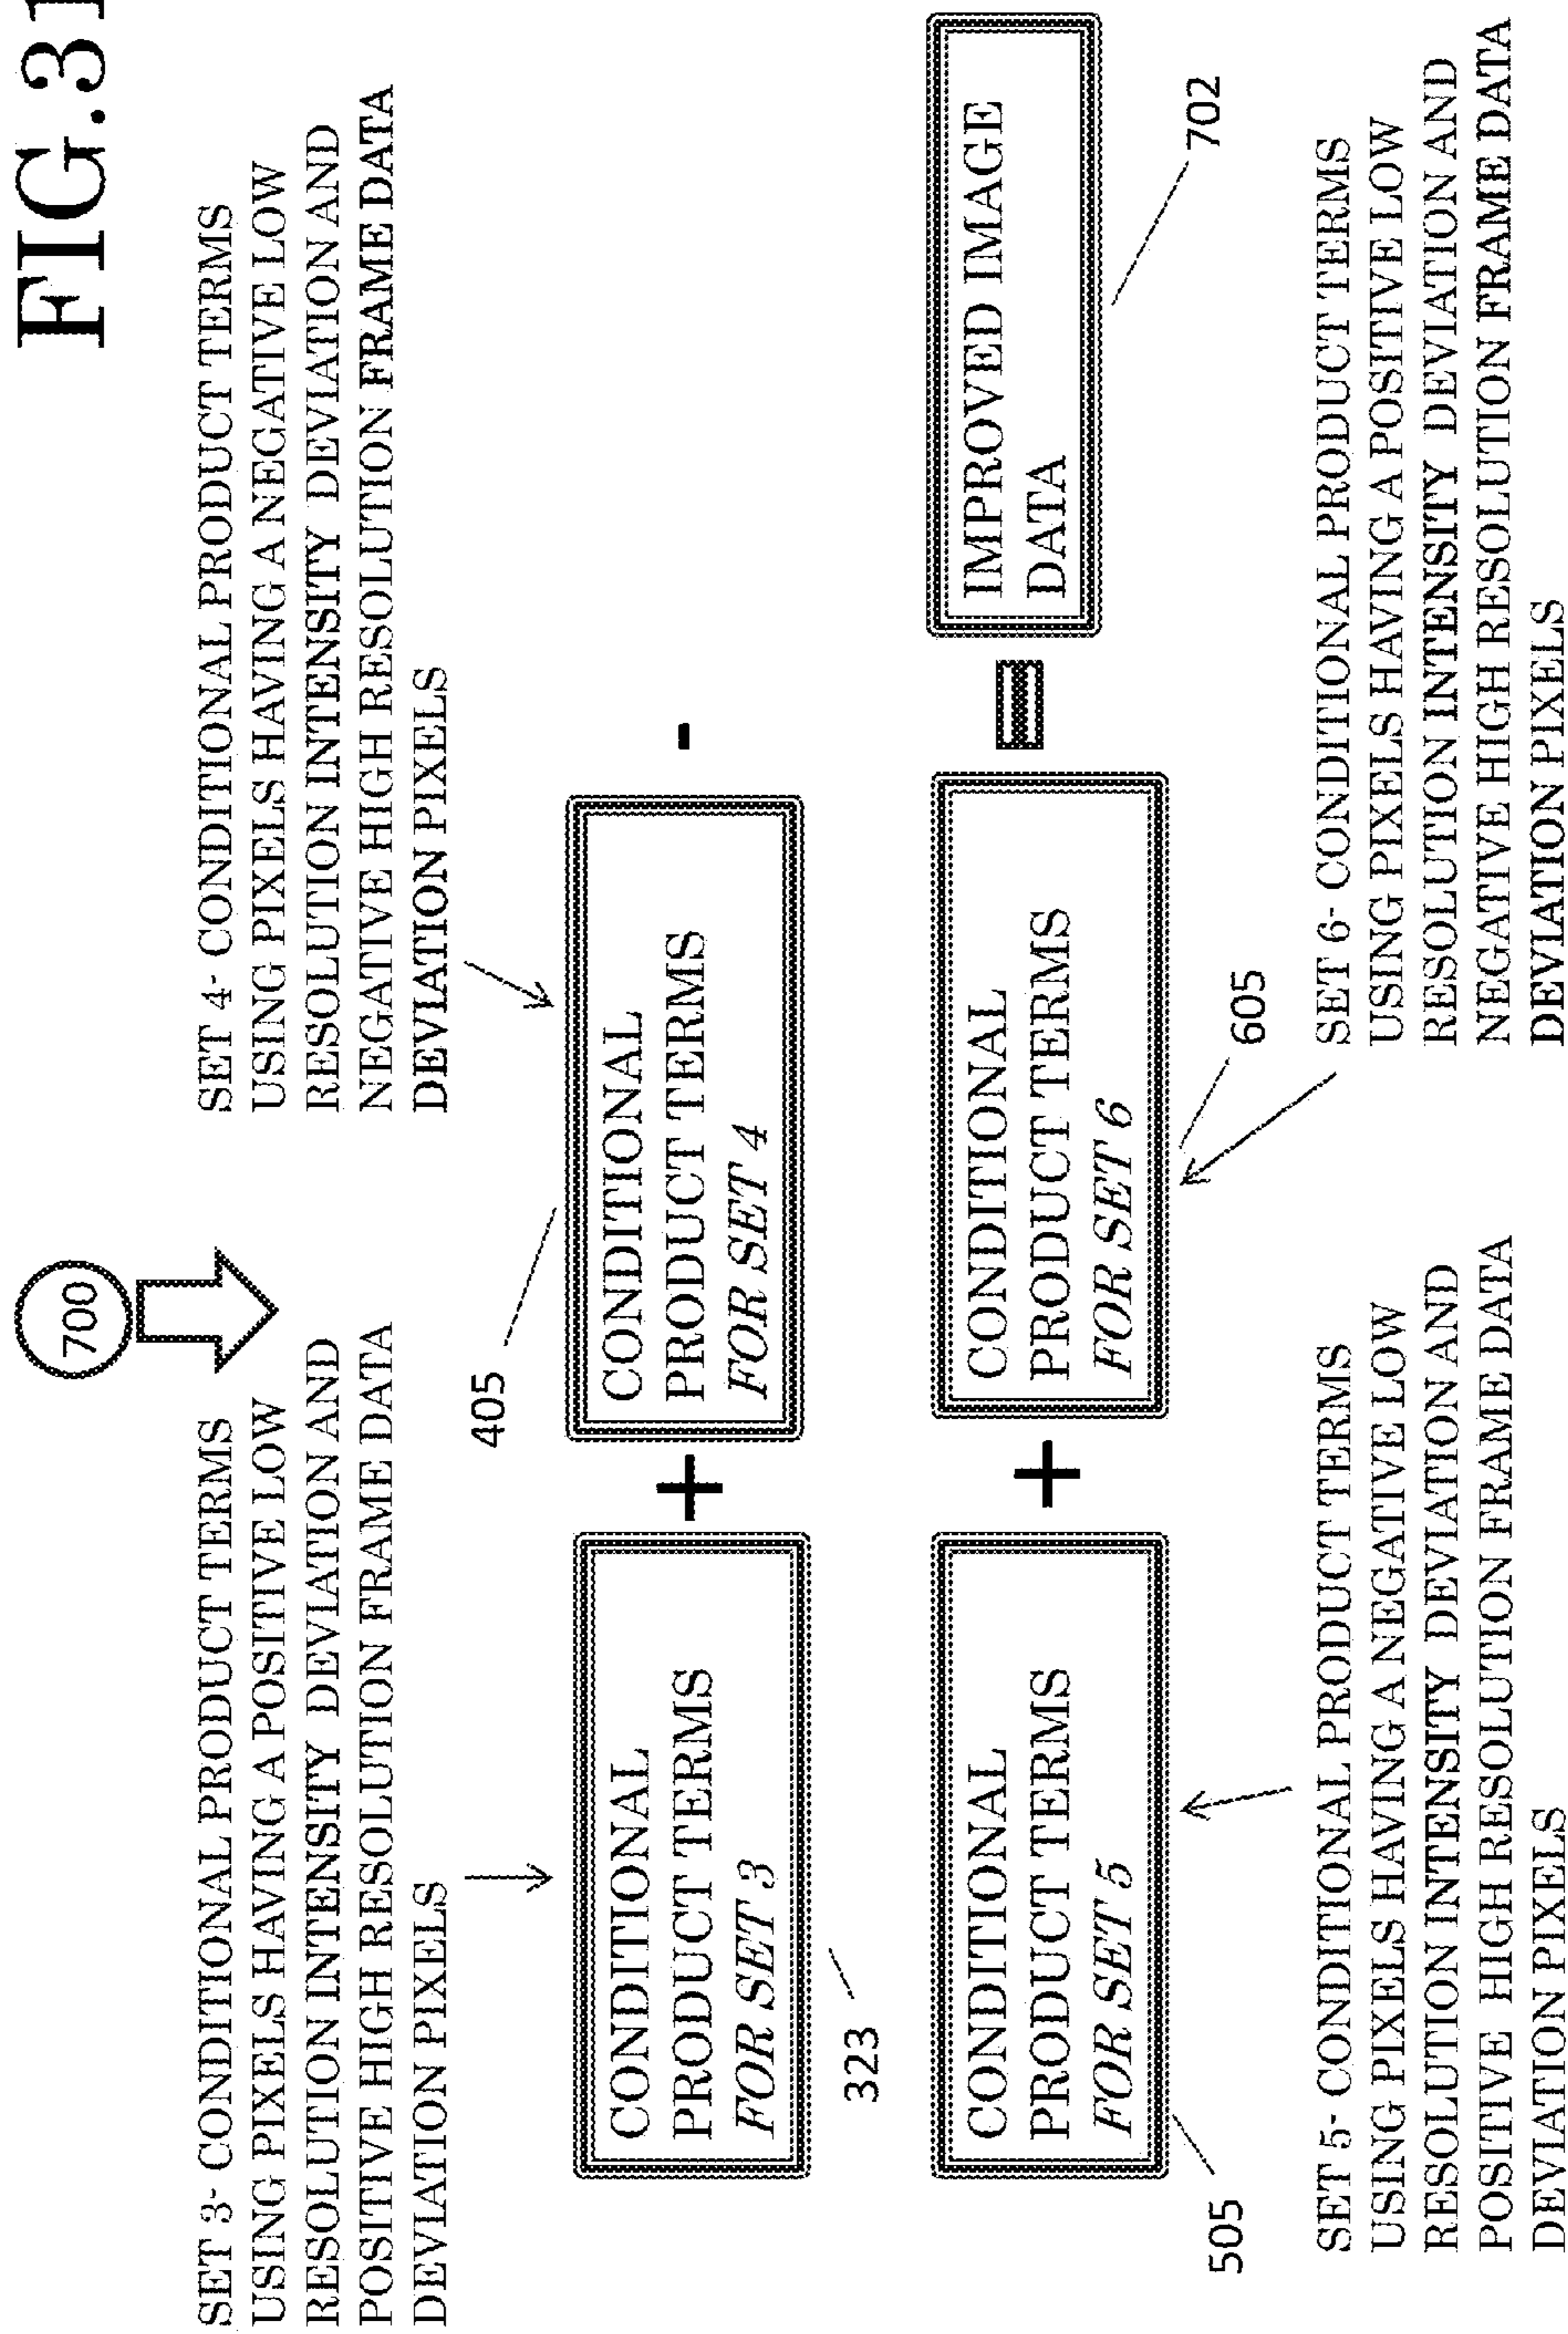 FIG.31
700
SET 3- CONDITIONAL PRODUCT TERMS
USING PIXELS HAVING A POSITIVE LOW
RESOLUTION INTENSITY DEVIATION AND
POSITIVE HIGH RESOLUTION FRAME DATA
DEVIATION PIXELS
SET 4- CONDITIONAL PRODUCT TERMS
USING PIXELS HAVING A NEGATIVE LOW
RESOLUTION INTENSITY DEVIATION AND
NEGATIVE HIGH RESOLUTION FRAME DATA
DEVIATION PIXELS
405
CONDITIONAL
PRODUCT TERMS
FOR SET 3
+
CONDITIONAL
PRODUCT TERMS
FOR SET 4
-
323
CONDITIONAL
PRODUCT TERMS
FOR SET 5
+
CONDITIONAL
PRODUCT TERMS
FOR SET 6
=
IMPROVED IMAGE
DATA
505
605
702
SET 5- CONDITIONAL PRODUCT TERMS
USING PIXELS HAVING A NEGATIVE LOW
RESOLUTION INTENSITY DEVIATION AND
POSITIVE HIGH RESOLUTION FRAME DATA
DEVIATION PIXELS
SET 6- CONDITIONAL PRODUCT TERMS
USING PIXELS HAVING A POSITIVE LOW
RESOLUTION INTENSITY DEVIATION AND
NEGATIVE HIGH RESOLUTION FRAME DATA
DEVIATION PIXELS